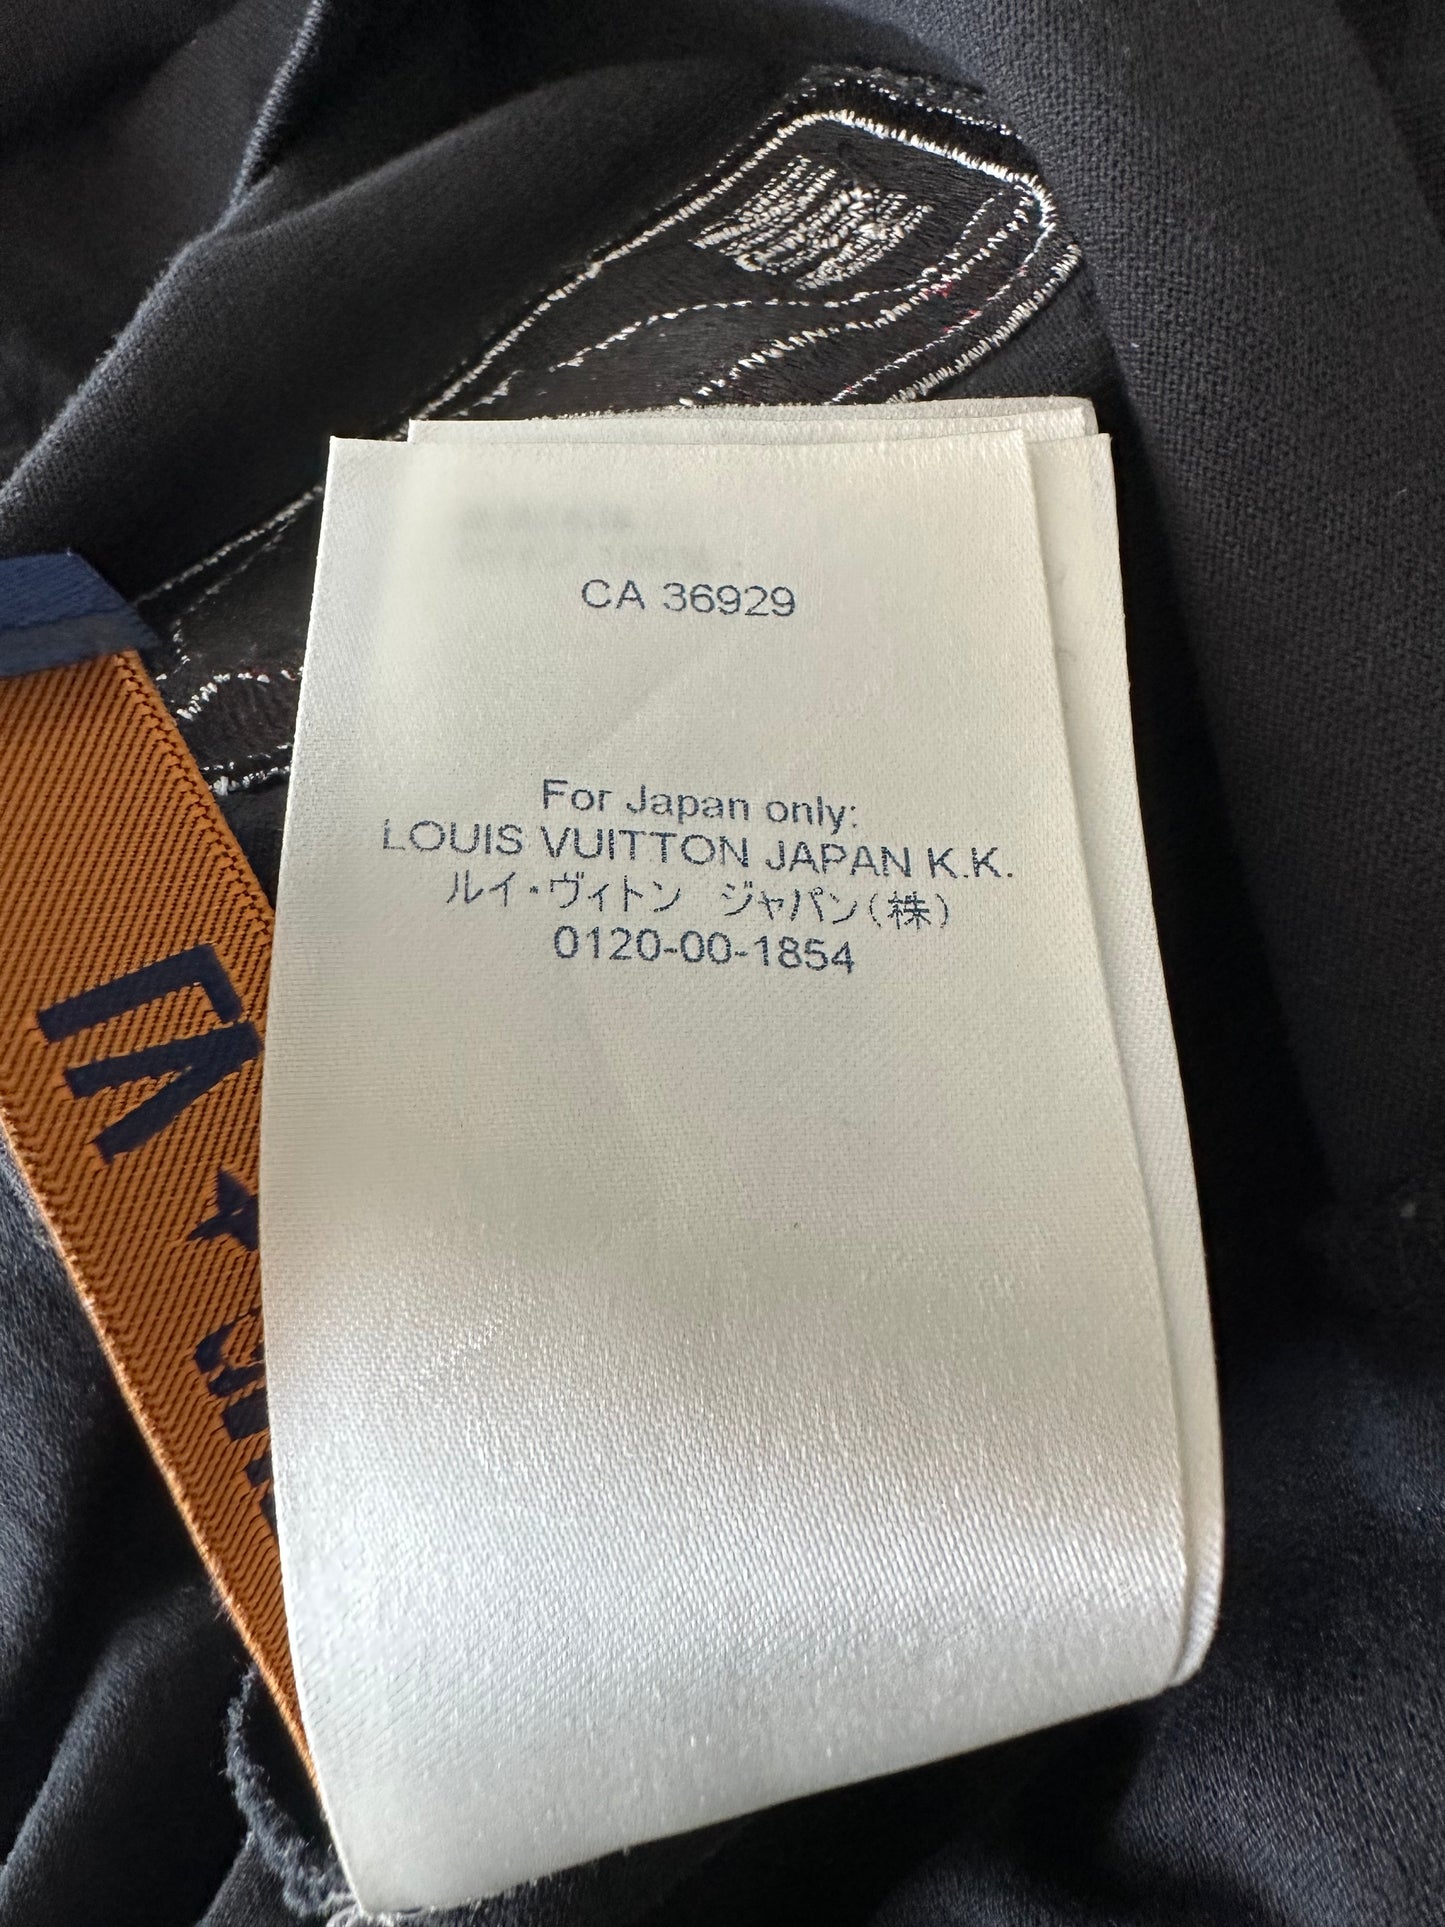 CA 36929
For Japan only:
LOUIS VUITTON JAPAN K.K.
ルイ・ヴィトン ジャパン(株)
0120-00-1854
LV